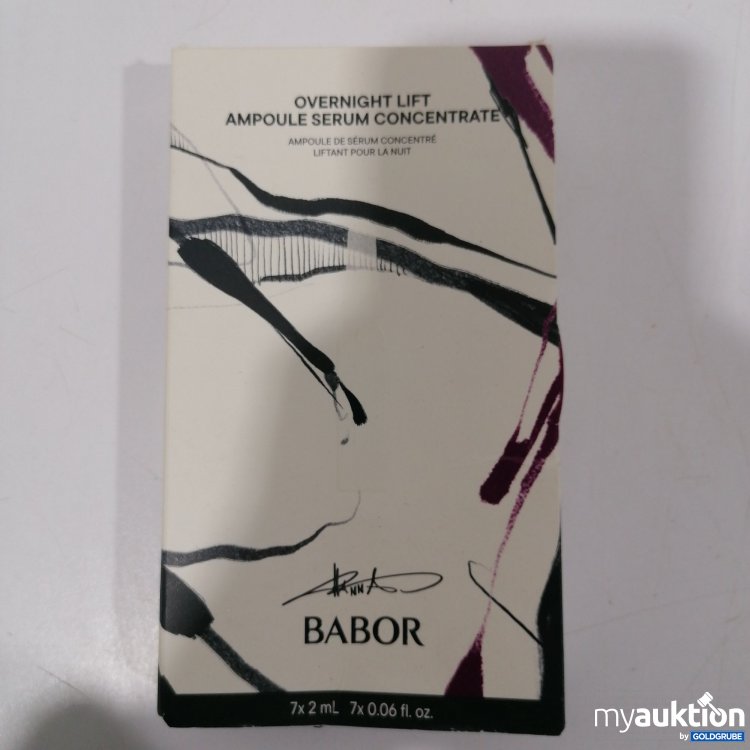 OVERNIGHT LIFT
AMPOULE SERUM CONCENTRATE
AMPOULE DE SÉRUM CONCENTRÉ
LIFTANT POUR LA NUIT
BABOR
7x 2 mL 7x 0.06 fl. oz.
myauktion
by GOLDGRUBE